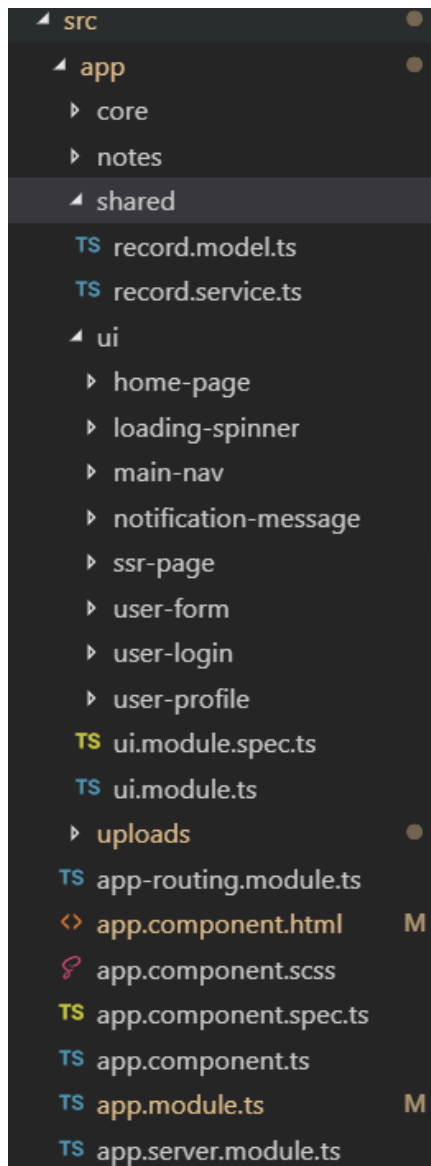 src
app
core
notes
shared
TS record.model.ts
TS record.service.ts
ui
home-page
loading-spinner
main-nav
notification-message
ssr-page
user-form
user-login
user-profile
TS ui.module.spec.ts
TS ui.module.ts
uploads
TS app-routing.module.ts
<> app.component.html M
app.component.scss
TS app.component.spec.ts
TS app.component.ts
TS app.module.ts M
TS app.server.module.ts